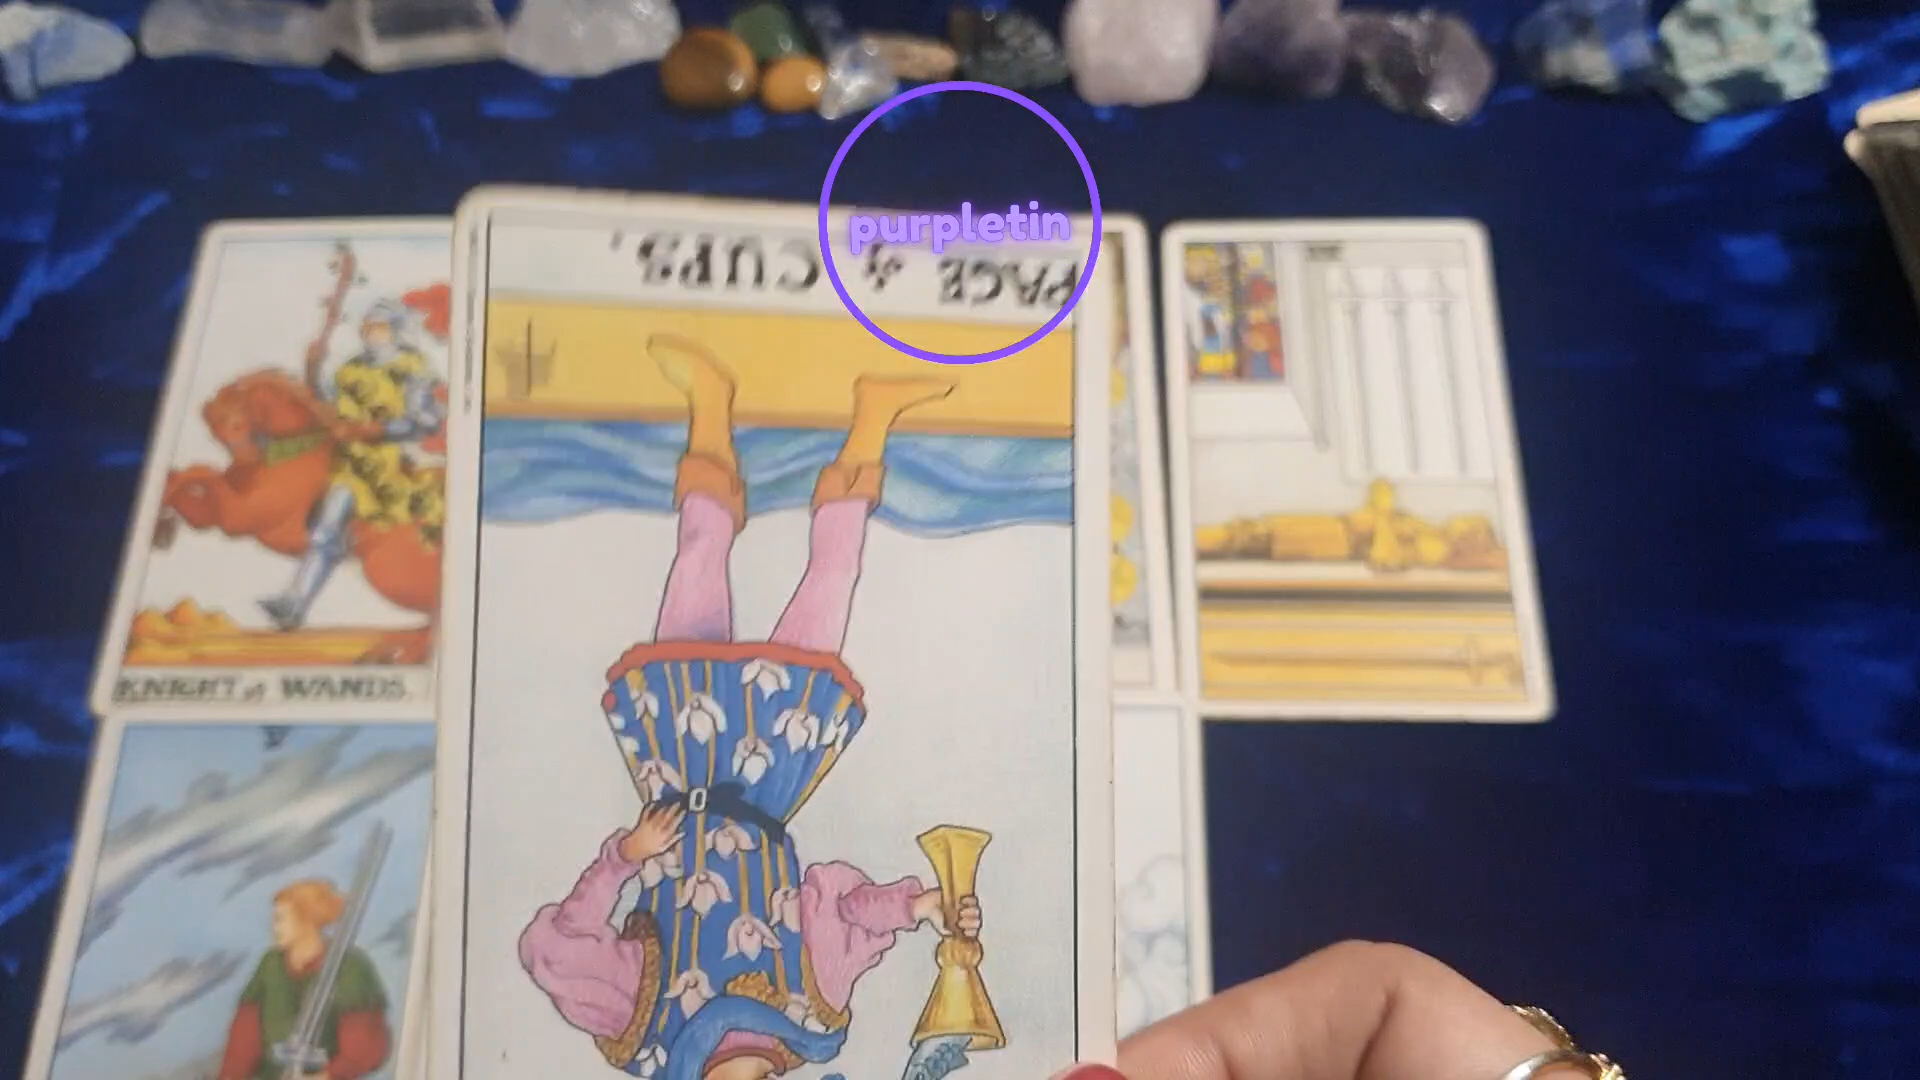 purpletin
PAGE of CUPS.
KNIGHT of WANDS.
V